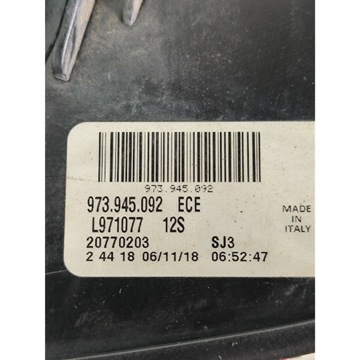 973.945.092
973.945.092 ECE
L971077 12S
20770203 SJ3
2 44 18 06/11/18 06:52:47
MADE
IN
ITALY